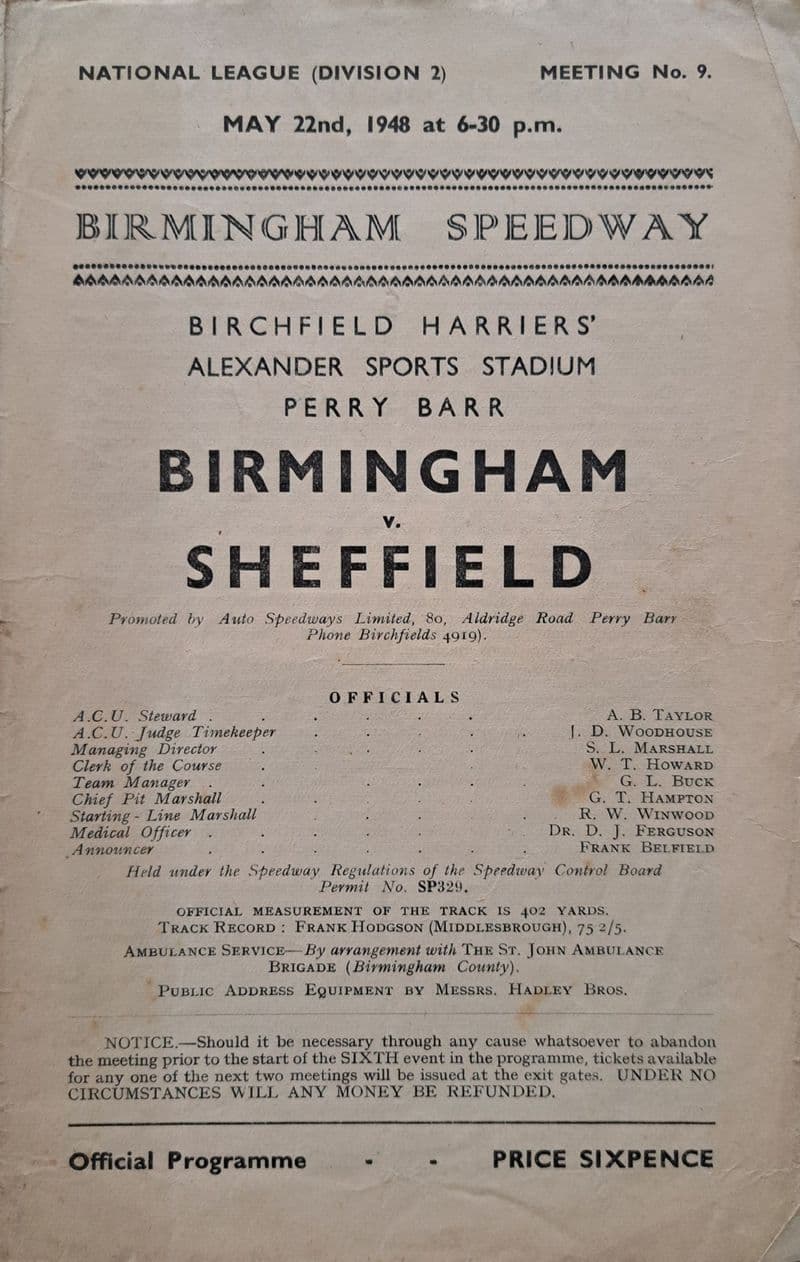 NATIONAL LEAGUE (DIVISION 2) MEETING No. 9.
MAY 22nd, 1948 at 6-30 p.m.
BIRMINGHAM SPEEDWAY
BIRCHFIELD HARRIERS'
ALEXANDER SPORTS STADIUM
PERRY BARR
BIRMINGHAM
v.
SHEFFIELD
Promoted by Auto Speedways Limited, 80, Aldridge Road Perry Barr
Phone Birchfields 4919).
OFFICIALS
A.C.U. Steward . . . . . . A. B. TAYLOR
A.C.U. Judge Timekeeper . . . . . J. D. WOODHOUSE
Managing Director . . . . . S. L. MARSHALL
Clerk of the Course . . . . . W. T. HOWARD
Team Manager . . . . . . G. L. BUCK
Chief Pit Marshall . . . . . G. T. HAMPTON
Starting - Line Marshall . . . . . R. W. WINWOOD
Medical Officer . . . . . . DR. D. J. FERGUSON
Announcer . . . . . . . FRANK BELFIELD
Held under the Speedway Regulations of the Speedway Control Board
Permit No. SP329.
OFFICIAL MEASUREMENT OF THE TRACK IS 402 YARDS.
TRACK RECORD : FRANK HODGSON (MIDDLESBROUGH), 75 2/5.
AMBULANCE SERVICE—By arrangement with THE ST. JOHN AMBULANCE
BRIGADE (Birmingham County).
PUBLIC ADDRESS EQUIPMENT BY MESSRS. HADLEY BROS.
NOTICE.—Should it be necessary through any cause whatsoever to abandon
the meeting prior to the start of the SIXTH event in the programme, tickets available
for any one of the next two meetings will be issued at the exit gates. UNDER NO
CIRCUMSTANCES WILL ANY MONEY BE REFUNDED.
Official Programme - - PRICE SIXPENCE